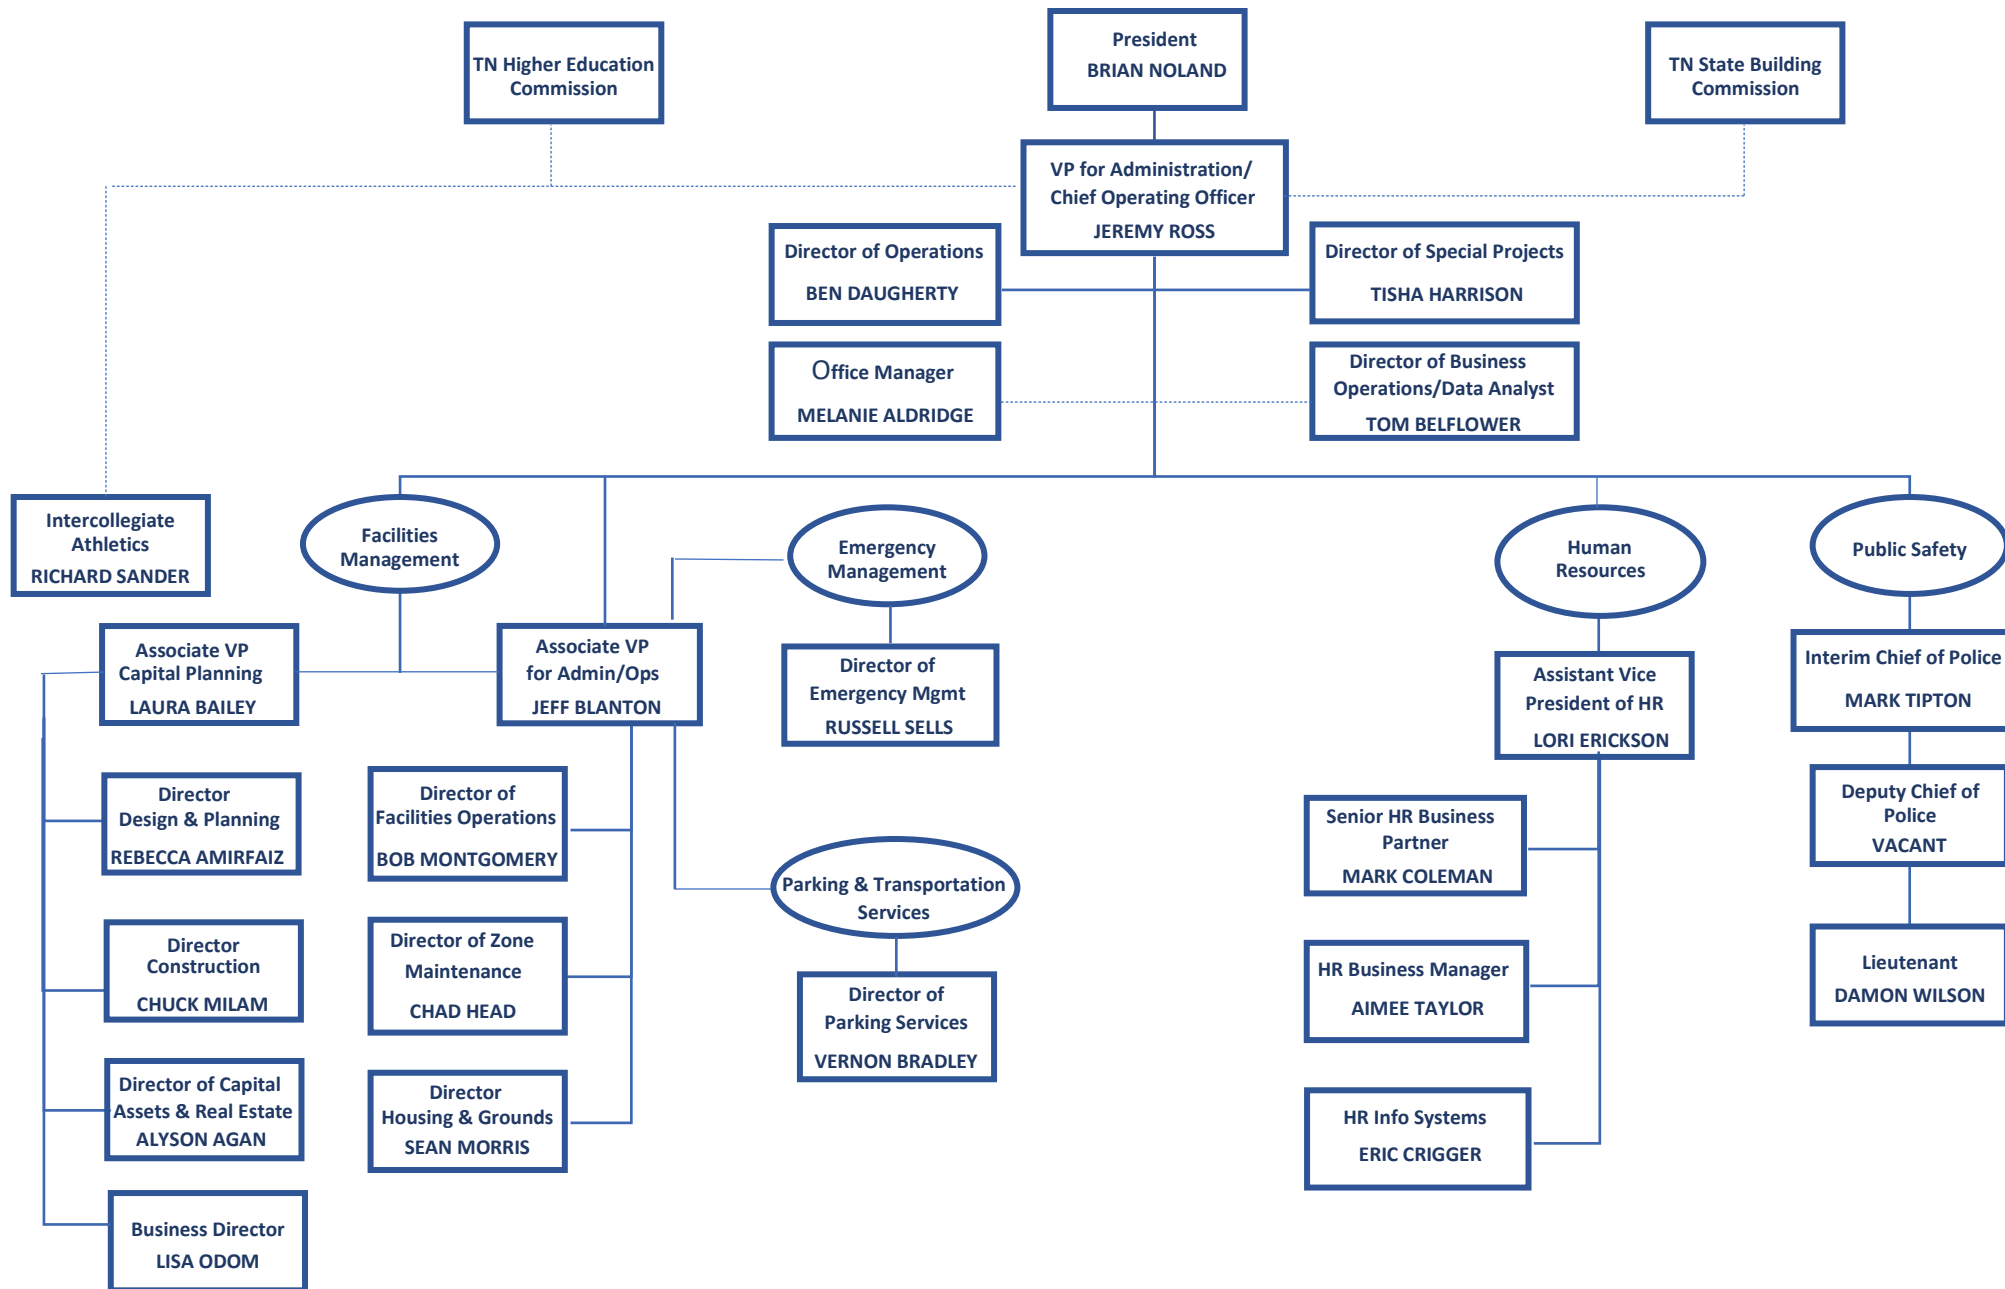 President
BRIAN NOLAND
TN Higher Education
Commission
TN State Building
Commission
VP for Administration/
Chief Operating Officer
JEREMY ROSS
Director of Operations
BEN DAUGHERTY
Director of Special Projects
TISHA HARRISON
Office Manager
MELANIE ALDRIDGE
Director of Business
Operations/Data Analyst
TOM BELFLOWER
Intercollegiate
Athletics
RICHARD SANDER
Facilities
Management
Emergency
Management
Human
Resources
Public Safety
Associate VP
Capital Planning
LAURA BAILEY
Associate VP
for Admin/Ops
JEFF BLANTON
Director of
Emergency Mgmt
RUSSELL SELLS
Assistant Vice
President of HR
LORI ERICKSON
Interim Chief of Police
MARK TIPTON
Director
Design & Planning
REBECCA AMIRFAIZ
Director of
Facilities Operations
BOB MONTGOMERY
Parking & Transportation
Services
Senior HR Business
Partner
MARK COLEMAN
Deputy Chief of
Police
VACANT
Director
Construction
CHUCK MILAM
Director of Zone
Maintenance
CHAD HEAD
Director of
Parking Services
VERNON BRADLEY
HR Business Manager
AIMEE TAYLOR
Lieutenant
DAMON WILSON
Director of Capital
Assets & Real Estate
ALYSON AGAN
Director
Housing & Grounds
SEAN MORRIS
HR Info Systems
ERIC CRIGGER
Business Director
LISA ODOM